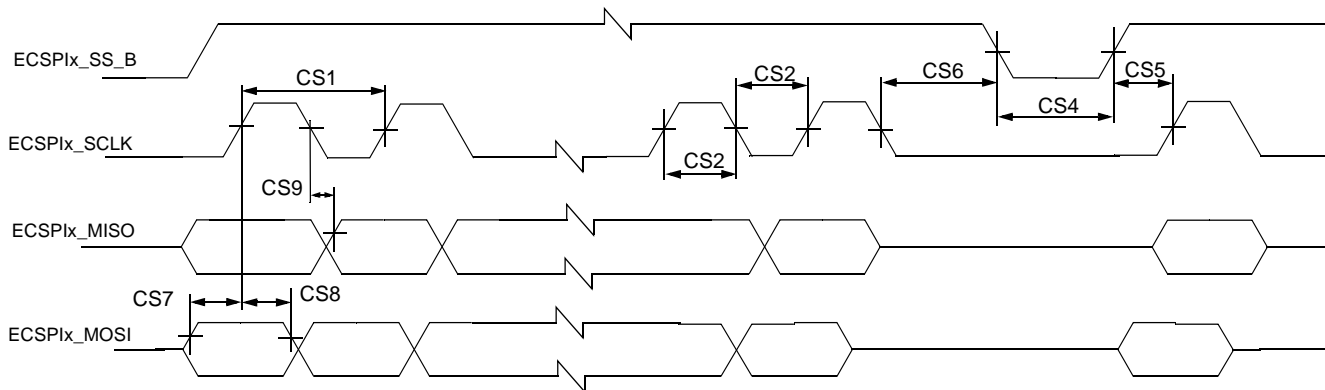 ECSPIx_SS_B
CS1
CS2
CS6
CS5
CS4
ECSPIx_SCLK
CS2
CS9
ECSPIx_MISO
CS7
CS8
ECSPIx_MOSI